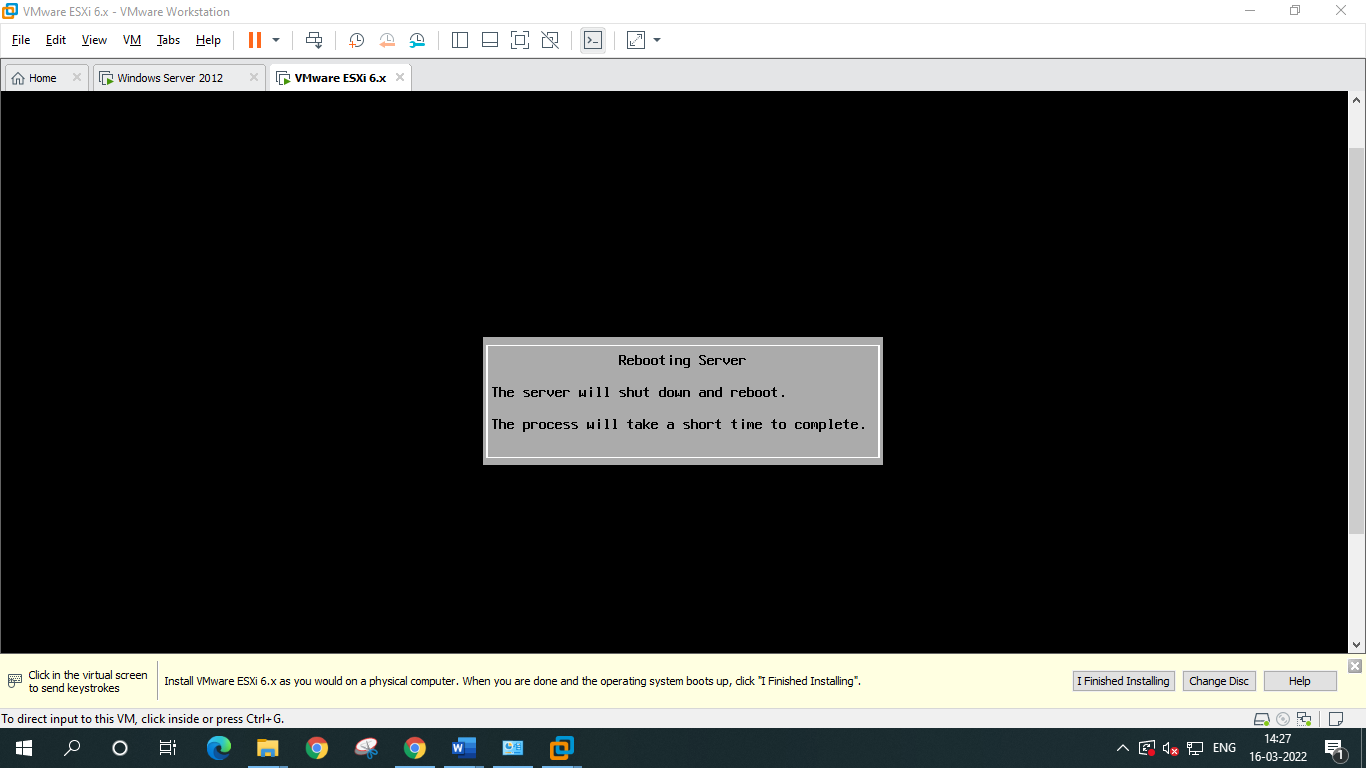 VMware ESXi 6.x - VMware Workstation
File Edit View VM Tabs Help
Home Windows Server 2012 VMware ESXi 6.x
Rebooting Server
The server will shut down and reboot.
The process will take a short time to complete.
Click in the virtual screen
to send keystrokes
Install VMware ESXi 6.x as you would on a physical computer. When you are done and the operating system boots up, click "I Finished Installing".
I Finished Installing Change Disc Help
To direct input to this VM, click inside or press Ctrl+G.
ENG
14:27
16-03-2022
1